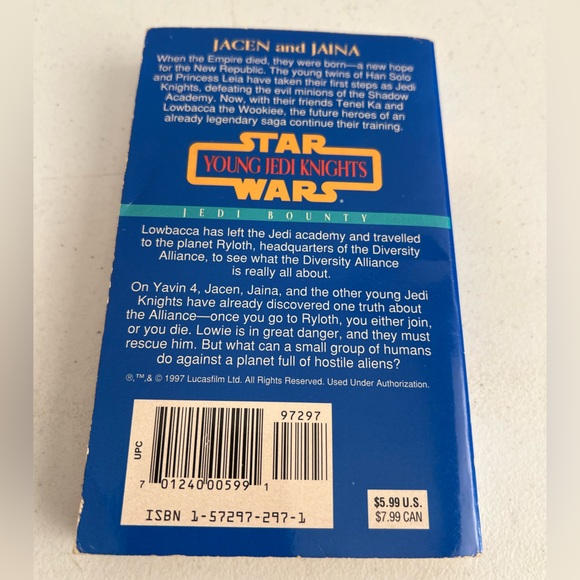 JACEN and JAINA
When the Empire died, they were born—a new hope
for the New Republic. The young twins of Han Solo
and Princess Leia have taken their first steps as Jedi
Knights, defeating the evil minions of the Shadow
Academy. Now, with their friends Tenel Ka and
Lowbacca the Wookiee, the future heroes of an
already legendary saga continue their training.
STAR
YOUNG JEDI KNIGHTS
WARS®
JEDI BOUNTY
Lowbacca has left the Jedi academy and travelled
to the planet Ryloth, headquarters of the Diversity
Alliance, to see what the Diversity Alliance
is really all about.
On Yavin 4, Jacen, Jaina, and the other young Jedi
Knights have already discovered one truth about
the Alliance—once you go to Ryloth, you either join,
or you die. Lowie is in great danger, and they must
rescue him. But what can a small group of humans
do against a planet full of hostile aliens?
®,™,& © 1997 Lucasfilm Ltd. All Rights Reserved. Used Under Authorization.
97297
UPC
7 01240 00599 1
ISBN 1-57297-297-1
$5.99 U.S.
$7.99 CAN